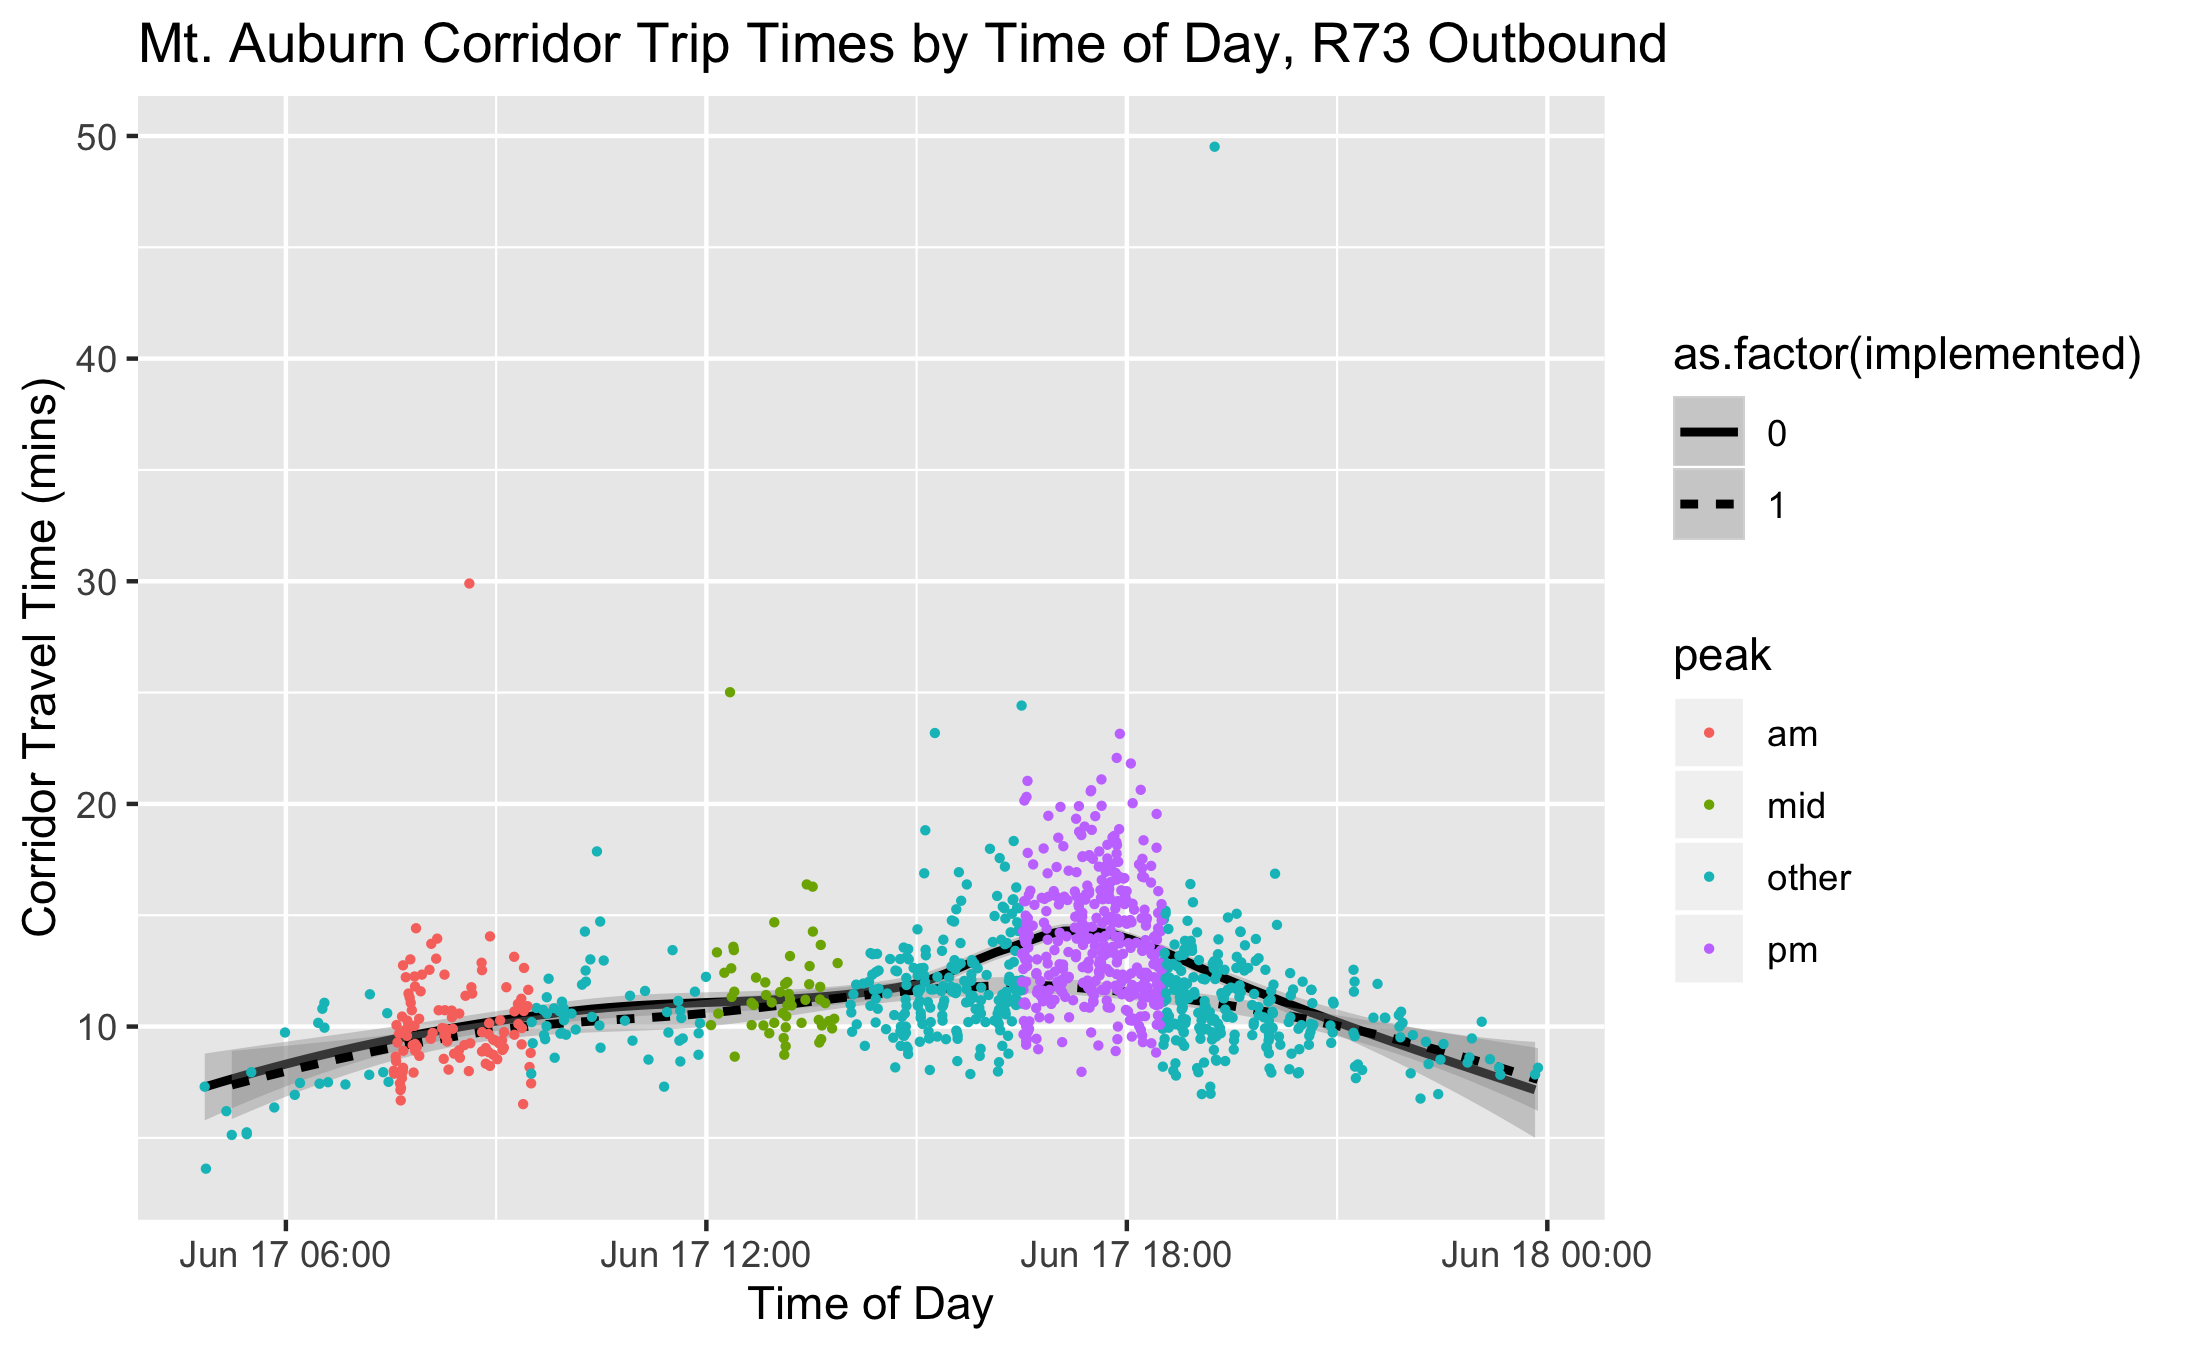 Mt. Auburn Corridor Trip Times by Time of Day, R73 Outbound
50
40
30
20
10
Corridor Travel Time (mins)
Jun 17 06:00
Jun 17 12:00
Jun 17 18:00
Jun 18 00:00
Time of Day
as.factor(implemented)
0
1
peak
am
mid
other
pm